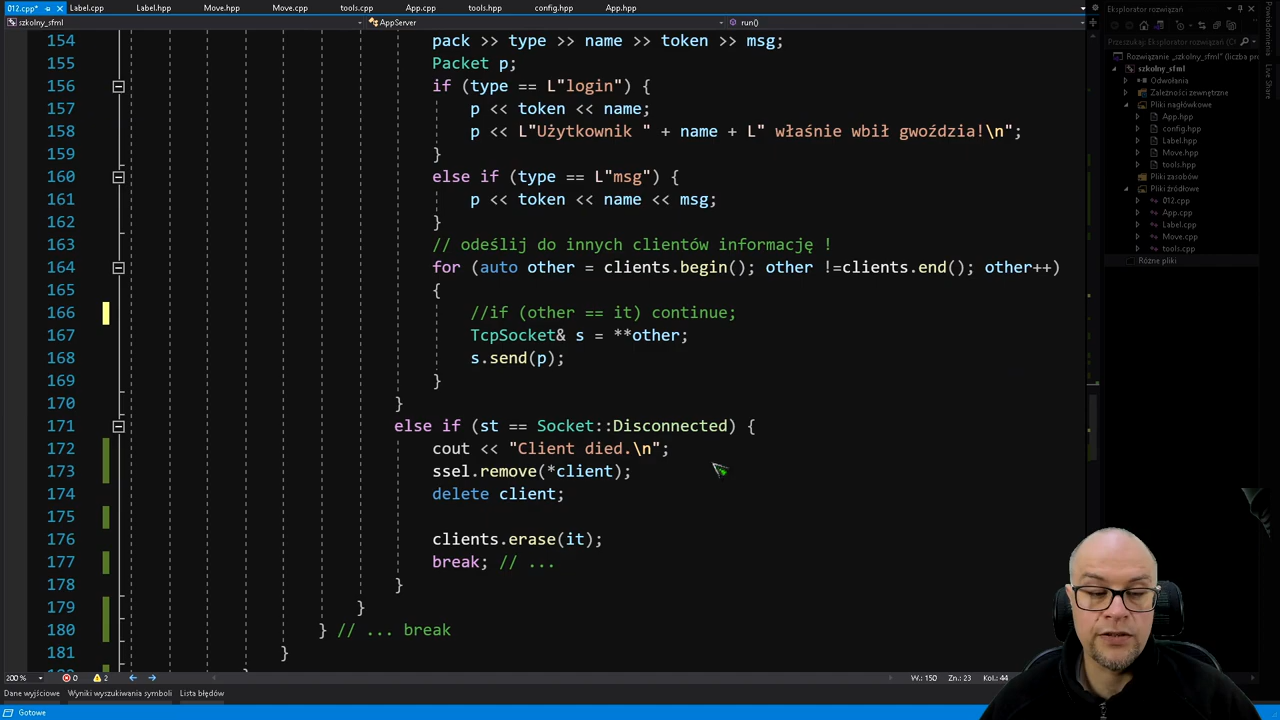 012.cpp*
Label.cpp
Label.hpp
Move.hpp
Move.cpp
tools.cpp
App.cpp
config.hpp
App.hpp
szkolny_sfml
AppServer
run()
154 pack >> type >> name >> token >> msg;
155 Packet p;
156 if (type == L"login") {
157 p << token << name;
158 p << L"Użytkownik " + name + L" właśnie wbił gwoździa!\n";
159 }
160 else if (type == L"msg") {
161 p << token << name << msg;
162 }
163 // odeślij do innych clientów informację !
164 for (auto other = clients.begin(); other !=clients.end(); other++)
165 {
166 //if (other == it) continue;
167 TcpSocket& s = **other;
168 s.send(p);
169 }
170 }
171 else if (st == Socket::Disconnected) {
172 cout << "Client died.\n";
173 ssel.remove(*client);
174 delete client;
175
176 clients.erase(it);
177 break; // ...
178 }
179 }
180 } // ... break
181 }
200 %
0
2
W.: 150
Zn.: 23
Kol.: 44
Dane wyjściowe
Wyniki wyszukiwania symboli
Lista błędów
Gotowe
Eksplorator rozwiązań
Przeszukaj: Eksplorator rozwiązań
Rozwiązanie „szkolny_sfml” (liczba pro
szkolny_sfml
Odwołania
Zależności zewnętrzne
Pliki nagłówkowe
App.hpp
config.hpp
Label.hpp
Move.hpp
tools.hpp
Pliki zasobów
Pliki źródłowe
012.cpp
App.cpp
Label.cpp
Move.cpp
tools.cpp
Różne pliki
Powiadomienia
Live Share